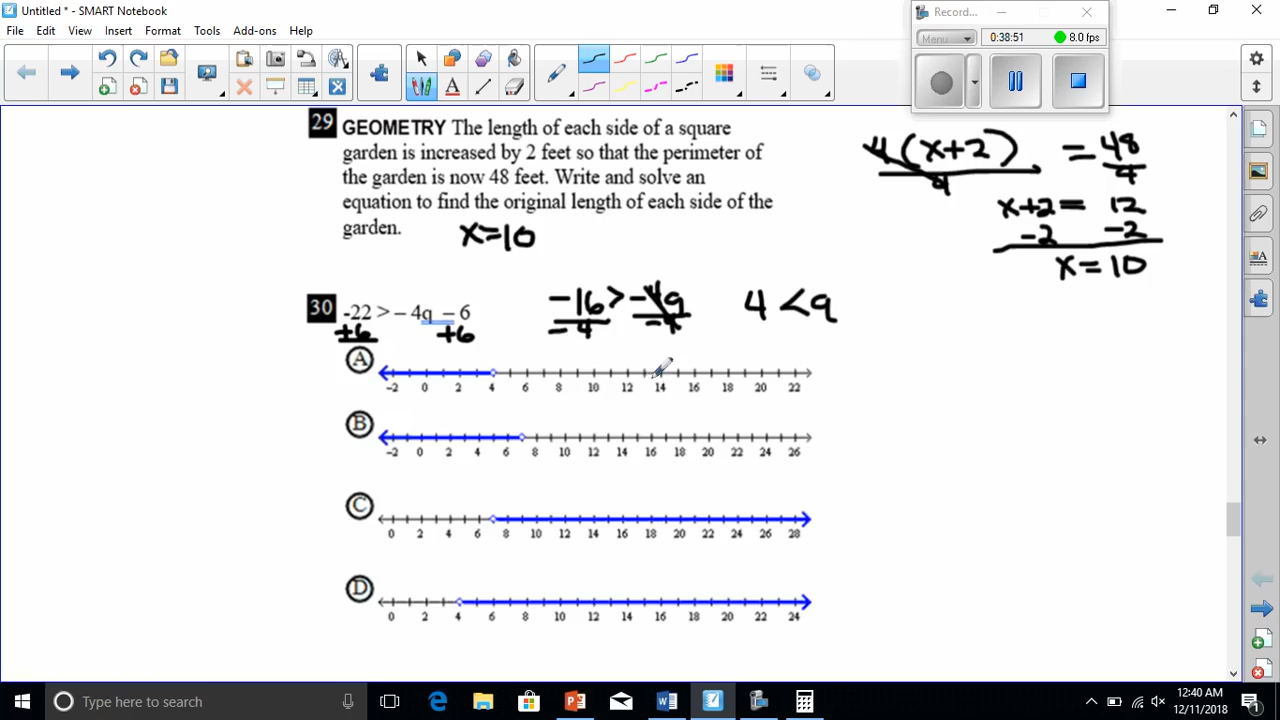 Untitled * - SMART Notebook
Record...
File Edit View Insert Format Tools Add-ons Help
Menu 0:38:51 8.0 fps
29 GEOMETRY The length of each side of a square
garden is increased by 2 feet so that the perimeter of
the garden is now 48 feet. Write and solve an
equation to find the original length of each side of the
garden. x=10
4(x+2) = 48
4 4
x+2= 12
-2 -2
x=10
30 -22 > – 4q – 6 -16 > -4q 4 < q
+6 +6 -4 -4
A
-2 0 2 4 6 8 10 12 14 16 18 20 22
B
-2 0 2 4 6 8 10 12 14 16 18 20 22 24 26
C
0 2 4 6 8 10 12 14 16 18 20 22 24 26 28
D
0 2 4 6 8 10 12 14 16 18 20 22 24
Type here to search
12:40 AM
12/11/2018